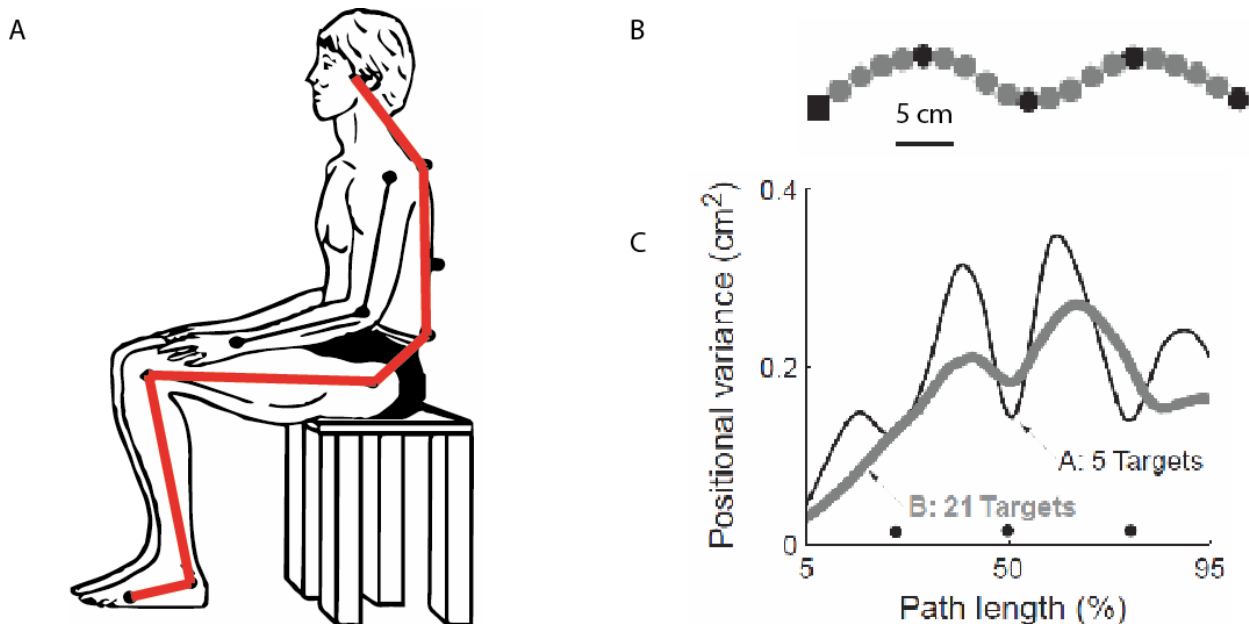 A
B
5 cm
C
Positional variance (cm²)
0.4
0.2
0
A: 5 Targets
B: 21 Targets
5
50
95
Path length (%)